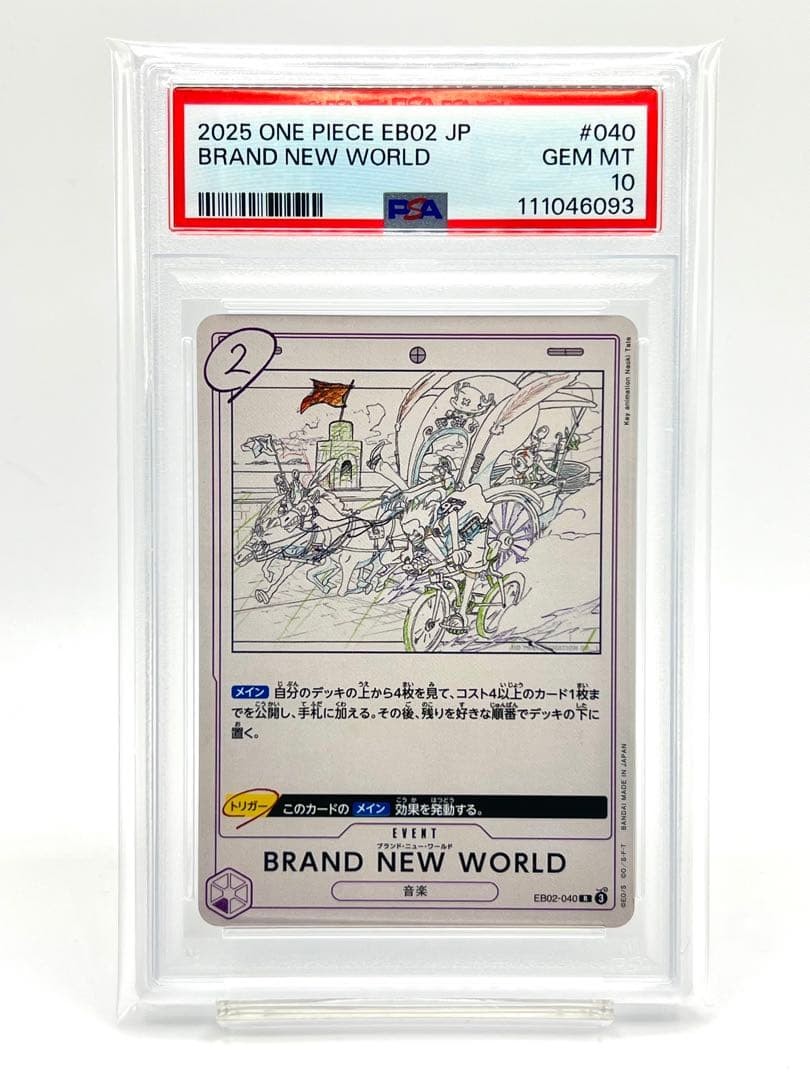 2025 ONE PIECE EB02 JP #040
BRAND NEW WORLD GEM MT
10
PSA 111046093
2
Key animation Naoki Tate
メイン 自分のデッキの上から4枚を見て、コスト4以上のカード1枚ま
でを公開し、手札に加える。その後、残りを好きな順番でデッキの下に
置く。
トリガー このカードの メイン 効果を発動する。
EVENT
ブランド・ニュー・ワールド
BRAND NEW WORLD
音楽
EB02-040 R 3
©E.O/S ©O/S·F·T BANDAI MADE IN JAPAN